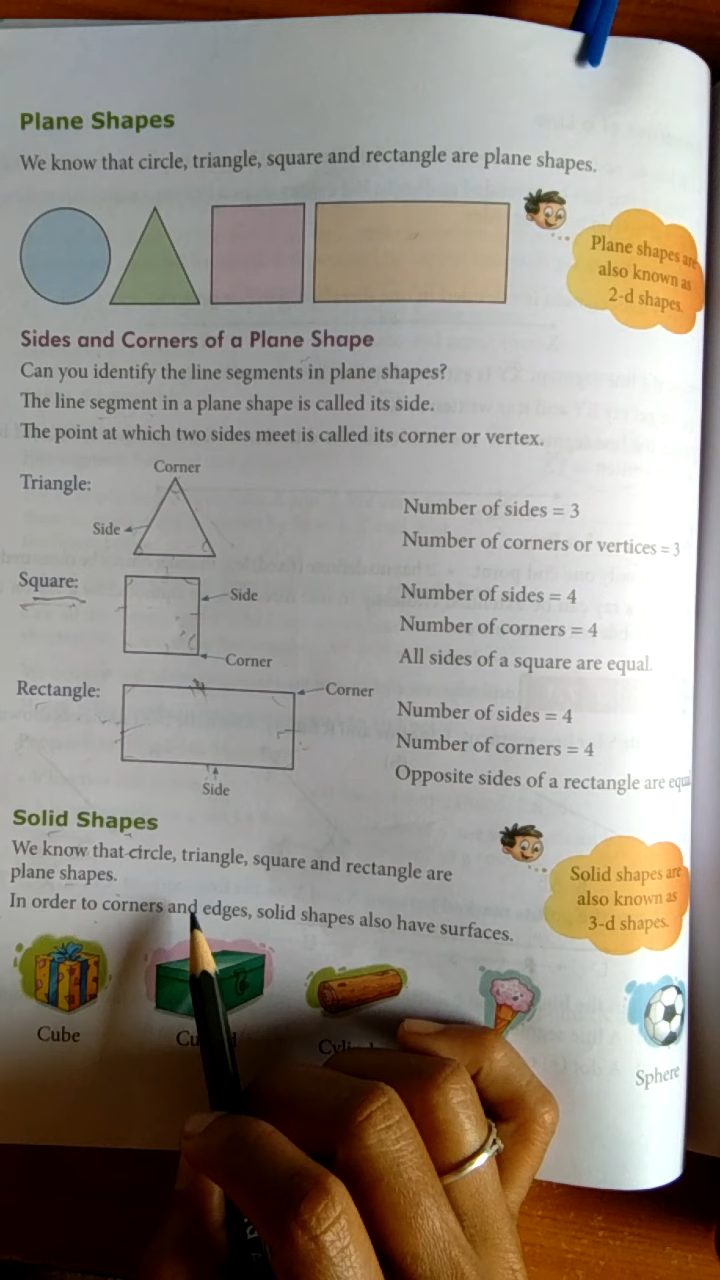 Plane Shapes
We know that circle, triangle, square and rectangle are plane shapes.
Plane shapes are
also known as
2-d shapes.
Sides and Corners of a Plane Shape
Can you identify the line segments in plane shapes?
The line segment in a plane shape is called its side.
The point at which two sides meet is called its corner or vertex.
Triangle:
Corner
Side
Number of sides = 3
Number of corners or vertices = 3
Square:
Side
Corner
Number of sides = 4
Number of corners = 4
All sides of a square are equal.
Rectangle:
Corner
Side
Number of sides = 4
Number of corners = 4
Opposite sides of a rectangle are equa
Solid Shapes
We know that circle, triangle, square and rectangle are
plane shapes.
In order to corners and edges, solid shapes also have surfaces.
Solid shapes are
also known as
3-d shapes.
Cube
Sphere